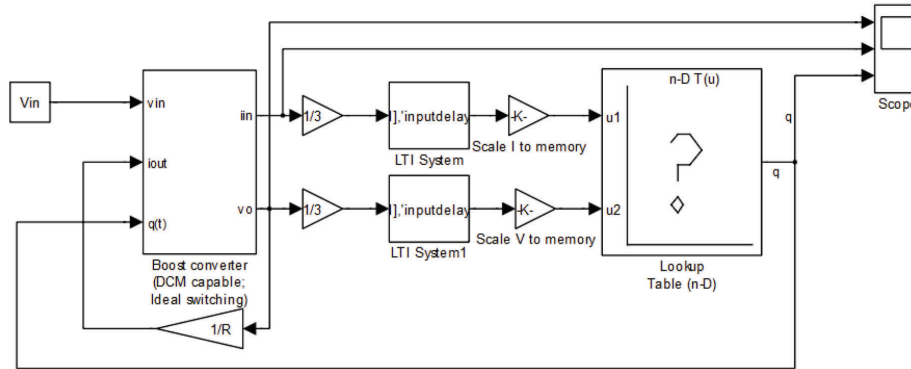 n-D T(u)
Vin
vin
iin
1/3
I],'inputdelay
-K-
u1
q
Scope
LTI System
Scale I to memory
iout
q
vo
1/3
I],'inputdelay
-K-
u2
q(t)
LTI System1
Scale V to memory
Boost converter
(DCM capable;
Ideal switching)
Lookup
Table (n-D)
1/R